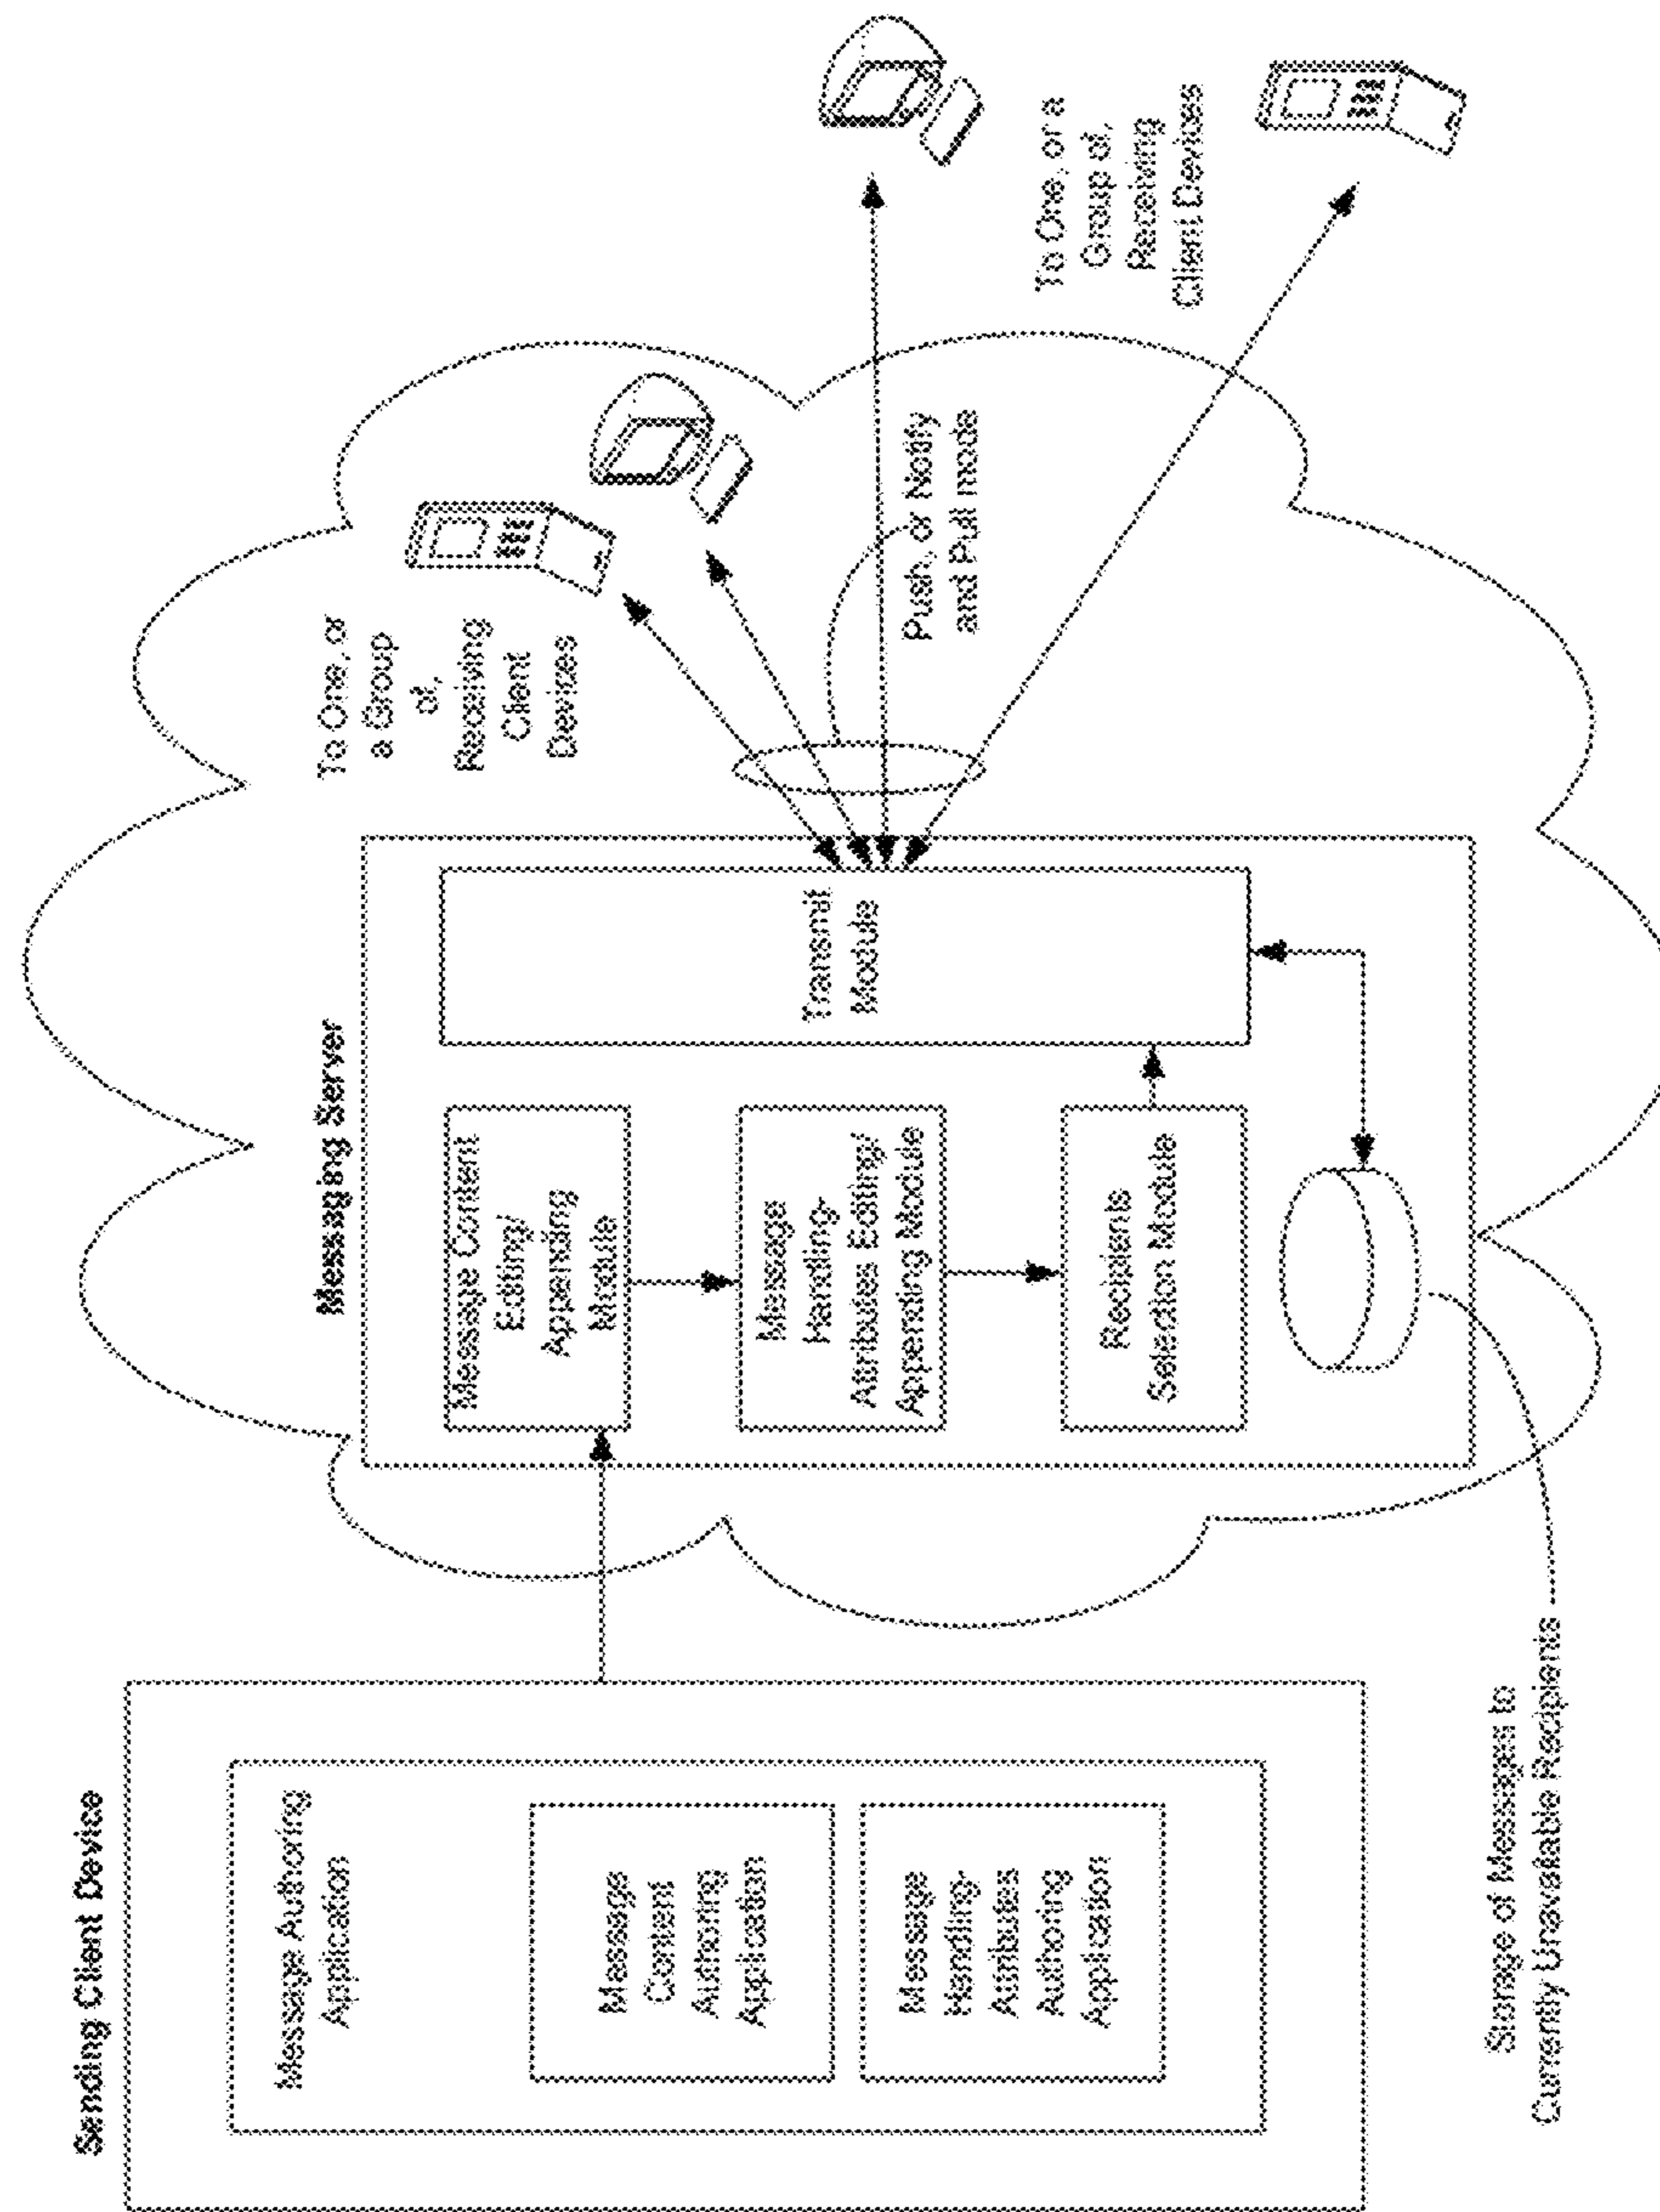 Sending Client Device
Message Authoring
Application
Message
Content
Authoring
Application
Message
Handling-
Attributes
Authoring
Application
Storage of Messages to
Currently Unavailable Recipients
Messaging Server
Message Content
Editing/
Appending
Module
Message
Handling-
Attributes Editing/
Appending Module
Recipients
Selection Module
Transmit
Module
To One, or
a Group
of,
Receiving
Client
Devices
Push, or Notify
and Pull mode
To One, or a
Group of,
Receiving
Client Devices